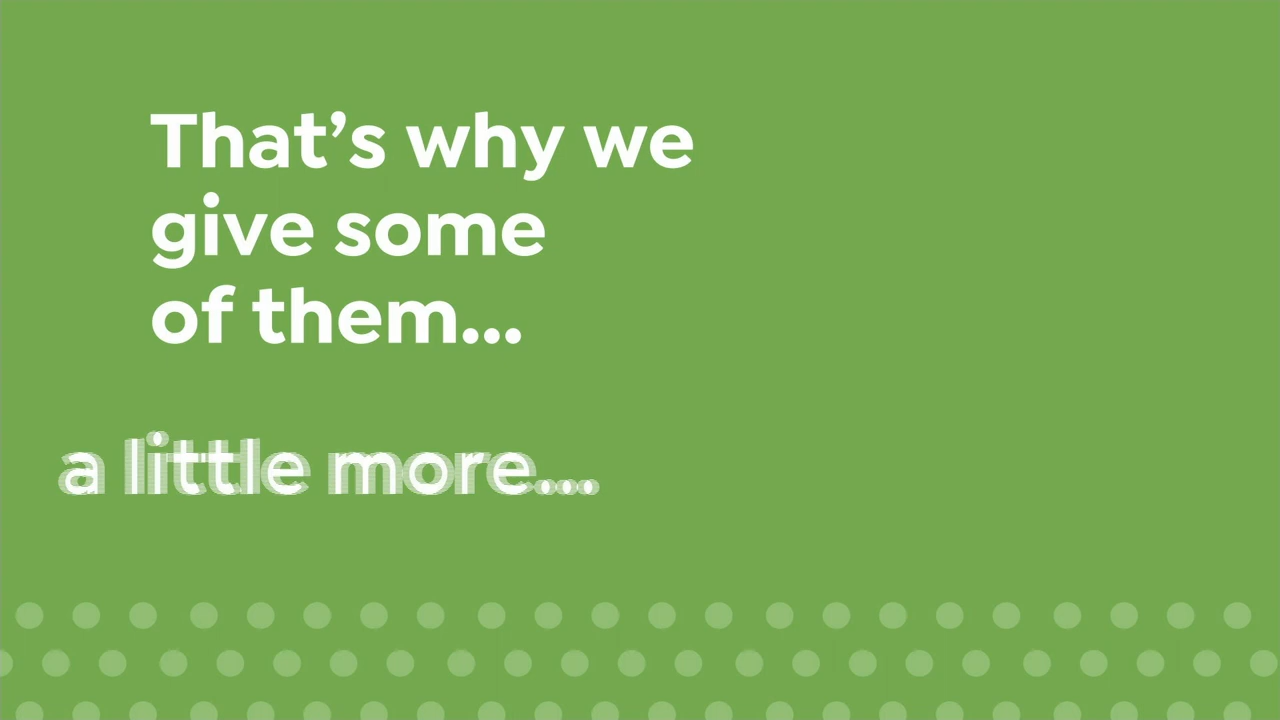 That’s why we
give some
of them...
a little more...